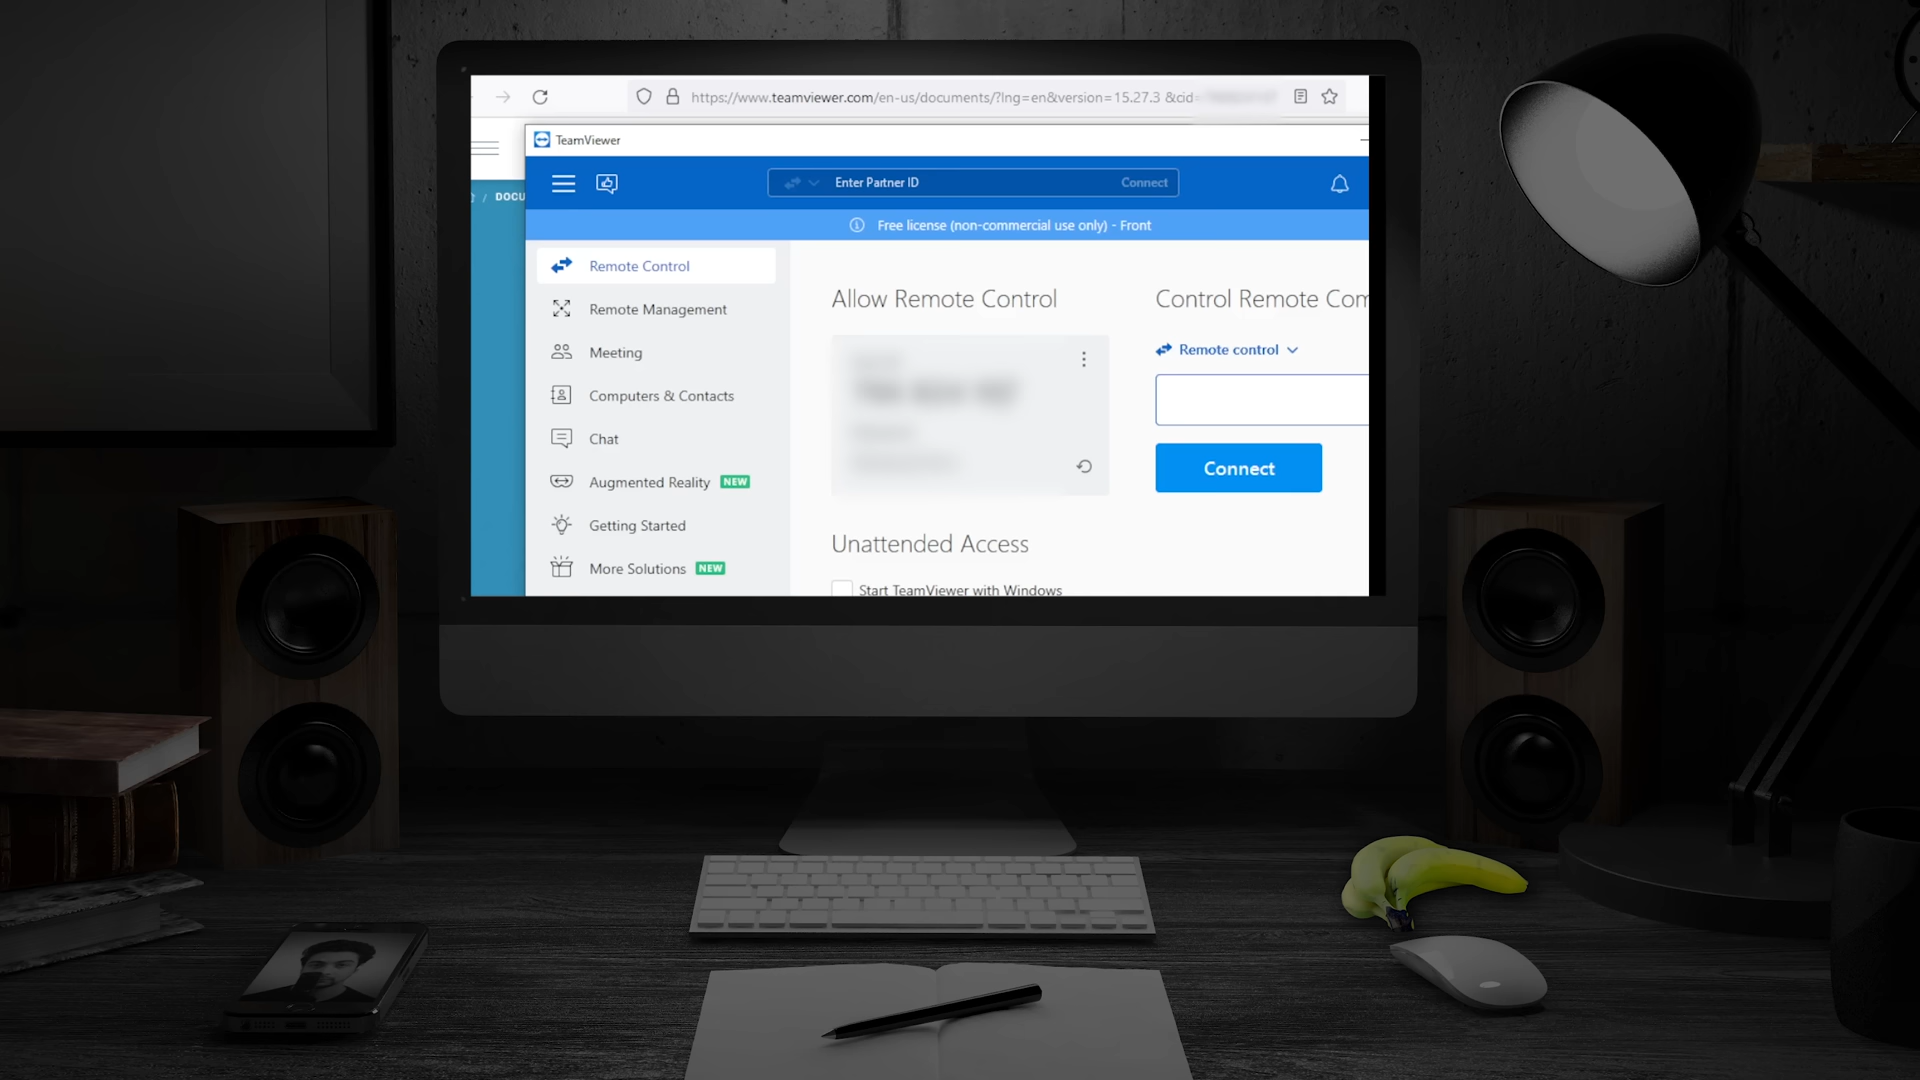 https://www.teamviewer.com/en-us/documents/?lng=en&version=15.27.3 &cid=
TeamViewer
Enter Partner ID
Connect
DOCU
Free license (non-commercial use only) - Front
Remote Control
Remote Management
Meeting
Computers & Contacts
Chat
Augmented Reality NEW
Getting Started
More Solutions NEW
Allow Remote Control
Unattended Access
Start TeamViewer with Windows
Control Remote Com
Remote control
Connect